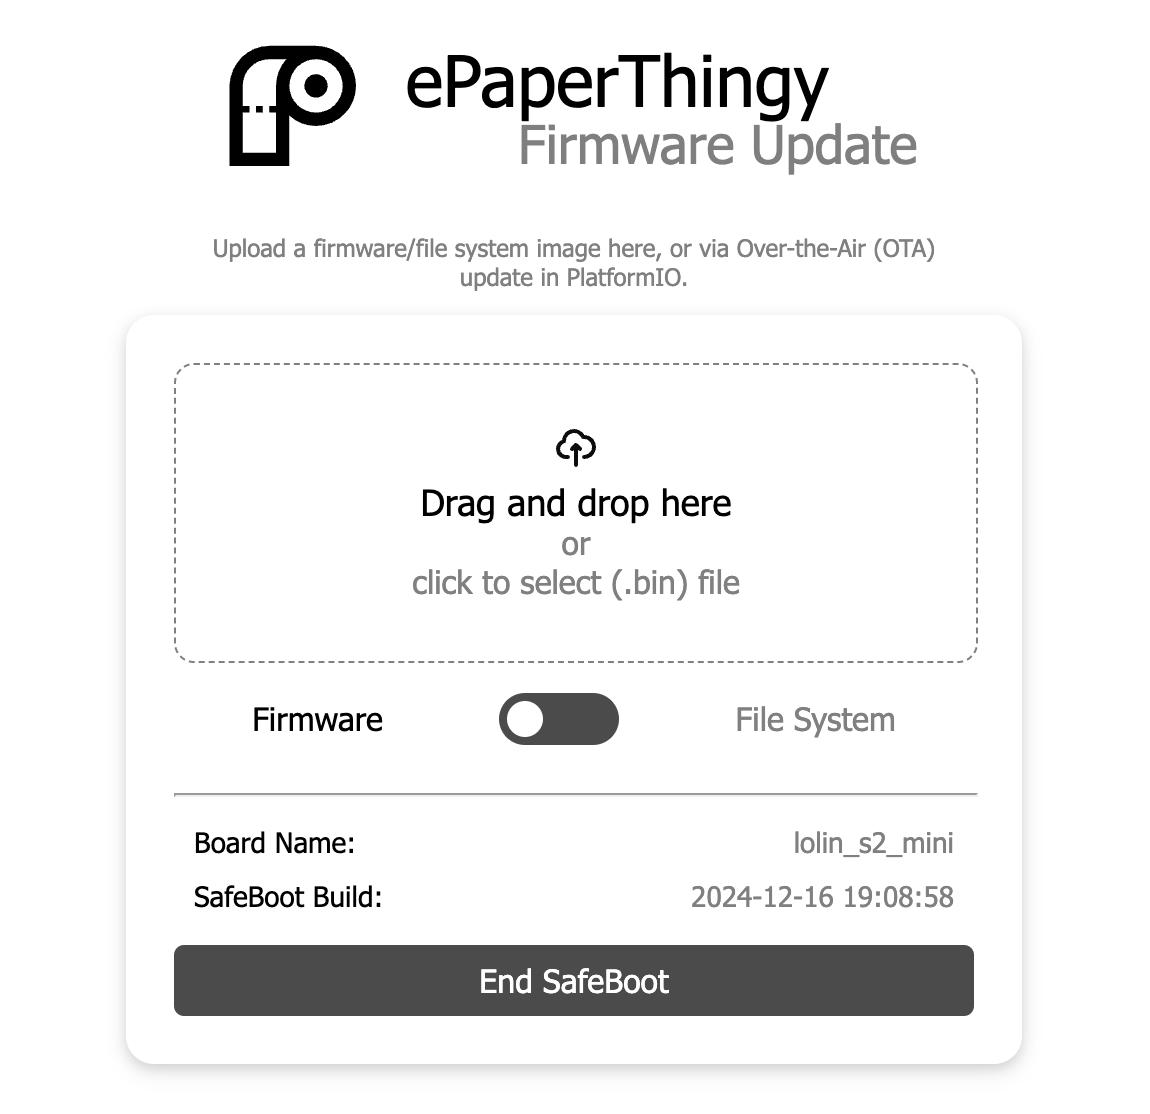 ePaperThingy
Firmware Update
Upload a firmware/file system image here, or via Over-the-Air (OTA)
update in PlatformIO.
Drag and drop here
or
click to select (.bin) file
Firmware
File System
Board Name:
lolin_s2_mini
SafeBoot Build:
2024-12-16 19:08:58
End SafeBoot